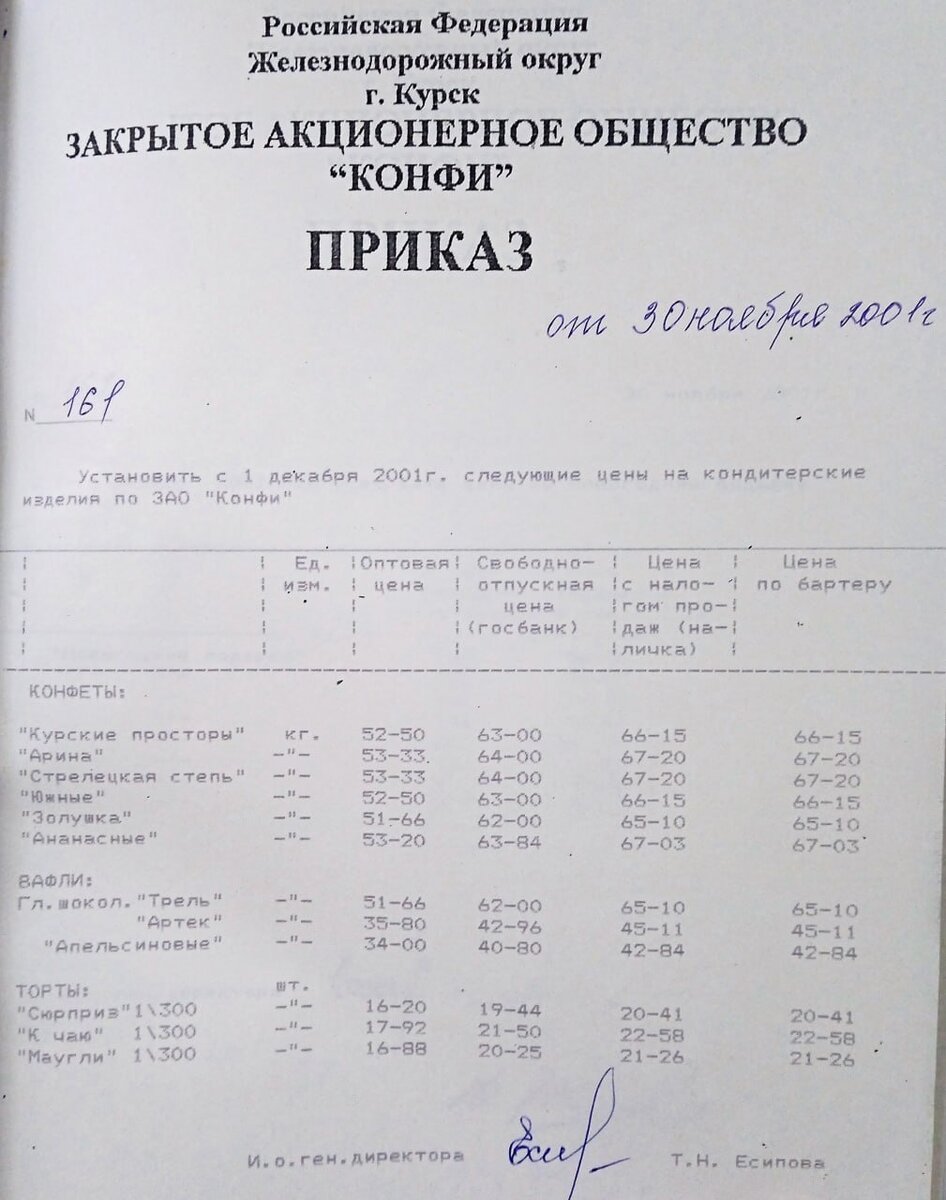 Российская Федерация
Железнодорожный округ
г. Курск
ЗАКРЫТОЕ АКЦИОНЕРНОЕ ОБЩЕСТВО
“КОНФИ”
ПРИКАЗ
от 30 ноября 2001г
N 161
Установить с 1 декабря 2001г. следующие цены на кондитерские
изделия по ЗАО "Конфи"
Ед. Оптовая Свободно- Цена Цена
изм. цена отпускная с нало- по бартеру
цена гом про-
(госбанк) даж (на-
личка)
КОНФЕТЫ:
"Курские просторы" кг. 52-50 63-00 66-15 66-15
"Арина" -"- 53-33 64-00 67-20 67-20
"Стрелецкая степь" -"- 53-33 64-00 67-20 67-20
"Южные" -"- 52-50 63-00 66-15 66-15
"Золушка" -"- 51-66 62-00 65-10 65-10
"Ананасные" -"- 53-20 63-84 67-03 67-03
ВАФЛИ:
Гл.шокол."Трель" -"- 51-66 62-00 65-10 65-10
"Артек" -"- 35-80 42-96 45-11 45-11
"Апельсиновые" -"- 34-00 40-80 42-84 42-84
ТОРТЫ: шт.
"Сюрприз"1\300 -"- 16-20 19-44 20-41 20-41
"К чаю" 1\300 -"- 17-92 21-50 22-58 22-58
"Маугли" 1\300 -"- 16-88 20-25 21-26 21-26
И.о.ген.директора Т.Н. Есипова